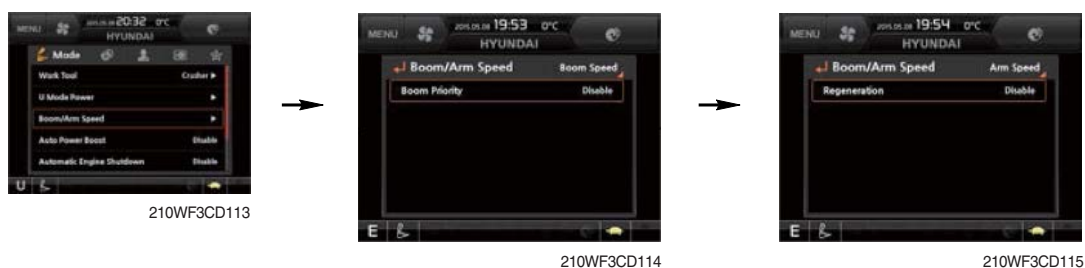 MENU 2015.05.08 20:32 0℃
HYUNDAI
Mode
Work Tool Crusher ►
U Mode Power ►
Boom/Arm Speed ►
Auto Power Boost Disable
Automatic Engine Shutdown Disable
U
210WF3CD113
MENU 2015.05.08 19:53 0℃
HYUNDAI
Boom/Arm Speed Boom Speed
Boom Priority Disable
E
210WF3CD114
MENU 2015.05.08 19:54 0℃
HYUNDAI
Boom/Arm Speed Arm Speed
Regeneration Disable
E
210WF3CD115